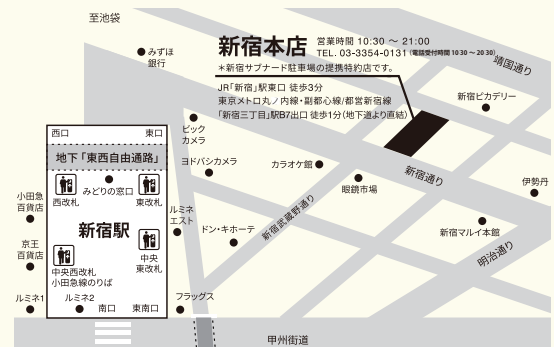 至池袋
新宿本店
営業時間 10:30 〜 21:00
TEL. 03-3354-0131 (電話受付時間 10:30 〜 20:30)
＊新宿サブナード駐車場の提携特約店です。
JR「新宿」駅東口 徒歩3分
東京メトロ丸ノ内線・副都心線/都営新宿線
「新宿三丁目」駅B7出口 徒歩1分(地下道より直結)
みずほ
銀行
靖国通り
新宿ピカデリー
ビック
カメラ
西口
東口
地下「東西自由通路」
ヨドバシカメラ
カラオケ館
眼鏡市場
新宿通り
伊勢丹
みどりの窓口
西改札
東改札
小田急
百貨店
ルミネ
エスト
新宿駅
ドン・キホーテ
新宿武蔵野通り
新宿マルイ本館
明治通り
京王
百貨店
中央
東改札
中央西改札
小田急線のりば
ルミネ1
ルミネ2
南口
東南口
フラッグス
甲州街道